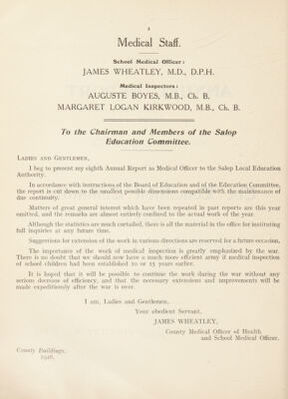 Medical Staff.
School Medical Officer:
JAMES WHEATLEY, M.D., D.P.H.
Medical Inspectors:
AUGUSTE BOYES, M.B., Ch. B.
MARGARET LOGAN KIRKWOOD, M.B., Ch. B.
To the Chairman and Members of the Salop
Education Committee.
LADIES AND GENTLEMEN,
I beg to present my eighth Annual Report as Medical Officer to the Salop Local Education
Authority.
In accordance with instructions of the Board of Education and of the Education Committee,
the report is cut down to the smallest possible dimensions compatible with the maintenance of
due continuity.
Matters of great general interest which have been repeated in past reports are this year
omitted, and the remarks are almost entirely confined to the actual work of the year.
Although the statistics are much curtailed, there is all the material in the office for instituting
full inquiries at any future time.
Suggestions for extension of the work in various directions are reserved for a future occasion.
The importance of the work of medical inspection is greatly emphasized by the war.
There is no doubt that we should now have a much more efficient army if medical inspection
of school children had been established 10 or 15 years earlier.
It is hoped that it will be possible to continue the work during the war without any
serious decrease of efficiency, and that the necessary extensions and improvements will be
made expeditiously after the war is over.
I am, Ladies and Gentlemen,
Your obedient Servant,
JAMES WHEATLEY,
County Medical Officer of Health
and School Medical Officer.
County Buildings,
1916.